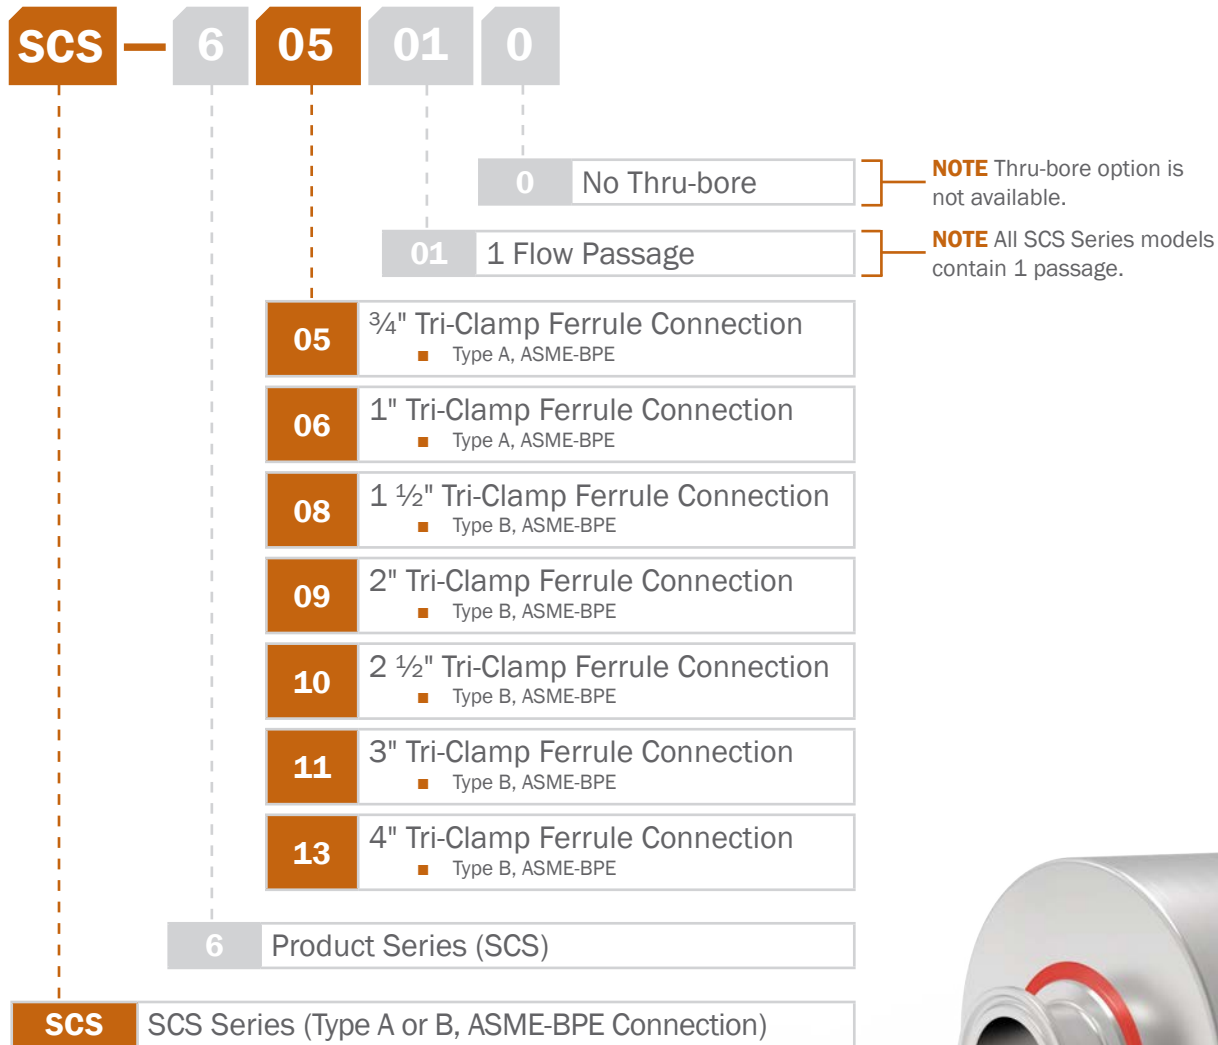 SCS 6 05 01 0
0 No Thru-bore
NOTE Thru-bore option is
not available.
01 1 Flow Passage
NOTE All SCS Series models
contain 1 passage.
05 ¾" Tri-Clamp Ferrule Connection
■ Type A, ASME-BPE
06 1" Tri-Clamp Ferrule Connection
■ Type A, ASME-BPE
08 1 ½" Tri-Clamp Ferrule Connection
■ Type B, ASME-BPE
09 2" Tri-Clamp Ferrule Connection
■ Type B, ASME-BPE
10 2 ½" Tri-Clamp Ferrule Connection
■ Type B, ASME-BPE
11 3" Tri-Clamp Ferrule Connection
■ Type B, ASME-BPE
13 4" Tri-Clamp Ferrule Connection
■ Type B, ASME-BPE
6 Product Series (SCS)
SCS SCS Series (Type A or B, ASME-BPE Connection)